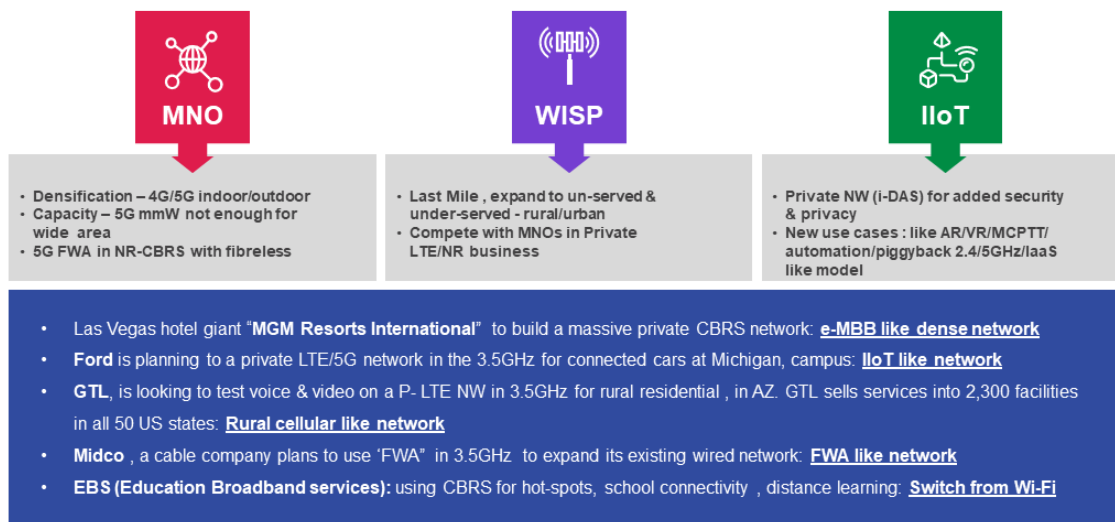 MNO
WISP
IIoT
• Densification – 4G/5G indoor/outdoor
• Capacity – 5G mmW not enough for
wide area
• 5G FWA in NR-CBRS with fibreless
• Last Mile , expand to un-served &
under-served - rural/urban
• Compete with MNOs in Private
LTE/NR business
• Private NW (i-DAS) for added security
& privacy
• New use cases : like AR/VR/MCPTT/
automation/piggyback 2.4/5GHz/IaaS
like model
• Las Vegas hotel giant “MGM Resorts International” to build a massive private CBRS network: e-MBB like dense network
• Ford is planning to a private LTE/5G network in the 3.5GHz for connected cars at Michigan, campus: IIoT like network
• GTL, is looking to test voice & video on a P- LTE NW in 3.5GHz for rural residential , in AZ. GTL sells services into 2,300 facilities
in all 50 US states: Rural cellular like network
• Midco , a cable company plans to use ‘FWA” in 3.5GHz to expand its existing wired network: FWA like network
• EBS (Education Broadband services): using CBRS for hot-spots, school connectivity , distance learning: Switch from Wi-Fi